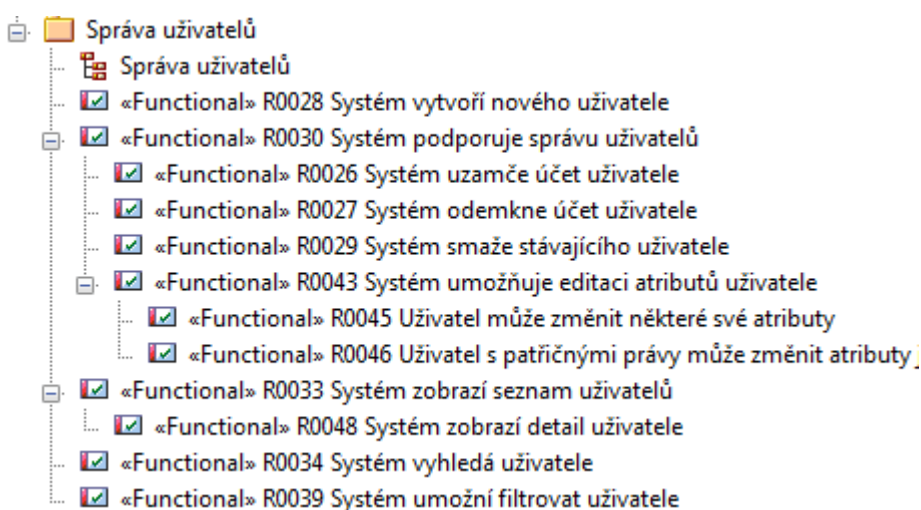 Správa uživatelů
Správa uživatelů
«Functional» R0028 Systém vytvoří nového uživatele
«Functional» R0030 Systém podporuje správu uživatelů
«Functional» R0026 Systém uzamče účet uživatele
«Functional» R0027 Systém odemkne účet uživatele
«Functional» R0029 Systém smaže stávajícího uživatele
«Functional» R0043 Systém umožňuje editaci atributů uživatele
«Functional» R0045 Uživatel může změnit některé své atributy
«Functional» R0046 Uživatel s patřičnými právy může změnit atributy
«Functional» R0033 Systém zobrazí seznam uživatelů
«Functional» R0048 Systém zobrazí detail uživatele
«Functional» R0034 Systém vyhledá uživatele
«Functional» R0039 Systém umožní filtrovat uživatele